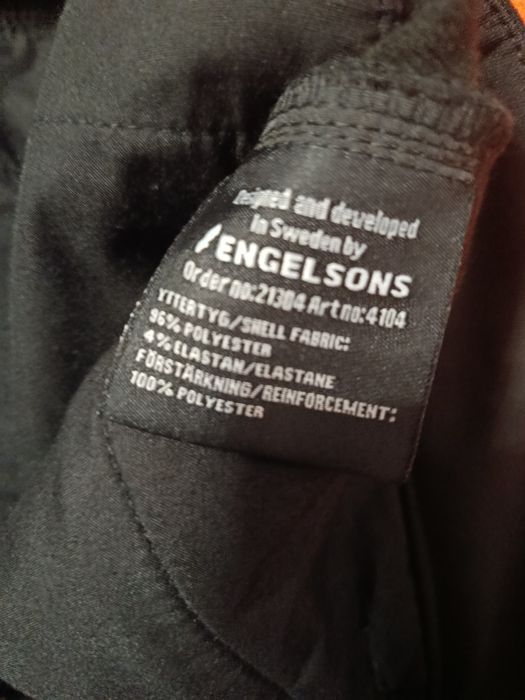 Designed and developed
in Sweden by
ENGELSONS
Order no:21304 Art no:4104
YTTERTYG/SHELL FABRIC:
96% POLYESTER
4% ELASTAN/ELASTANE
FÖRSTÄRKNING/REINFORCEMENT:
100% POLYESTER